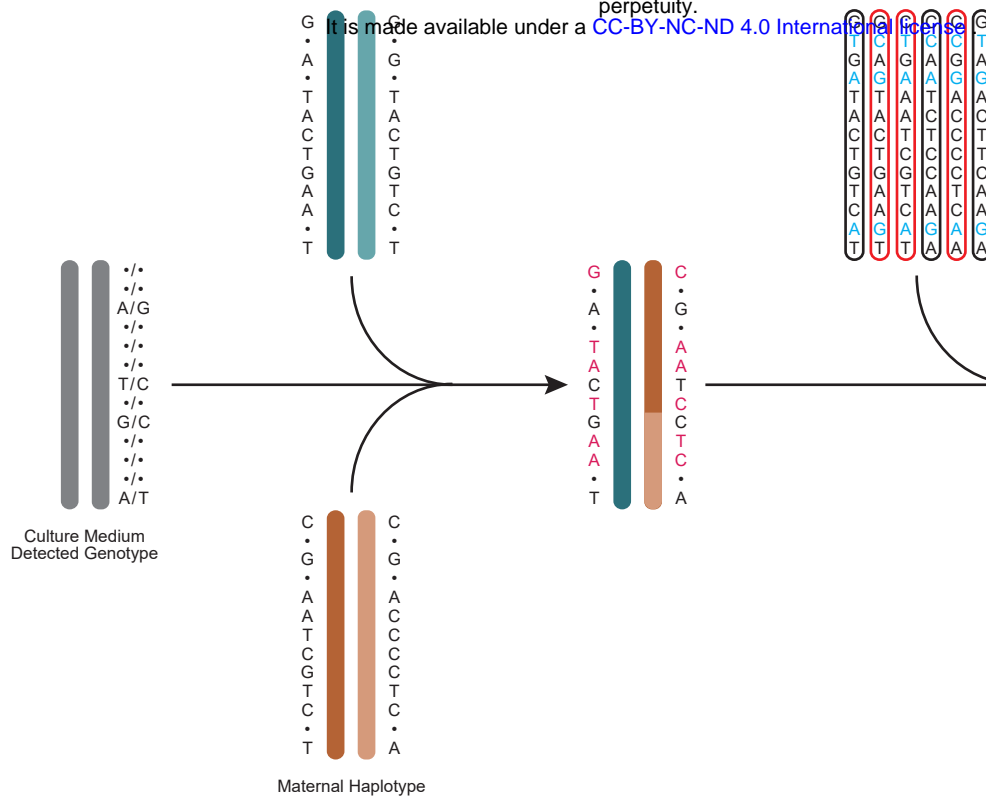 perpetuity.
It is made available under a CC-BY-NC-ND 4.0 International license .
G G
• •
A G
• •
T T
A A
C C
T T
G G
A T
A C
• •
T T
G G C C C G
T C T C C T
G A G A G A
A G A A G G
T T A T A A
A A A C C C
C C T T C T
T T C C C T
G G G C C C
T A T A T A
C A C A C A
A G A G A G
T T T A A A
•/•
•/•
A/G
•/•
•/•
•/•
T/C
•/•
G/C
•/•
•/•
•/•
A/T
Culture Medium
Detected Genotype
G C
• •
A G
• •
T A
A A
C T
T C
G C
A T
A C
• •
T A
C C
• •
G G
• •
A A
A C
T C
C C
G C
T T
C C
• •
T A
Maternal Haplotype